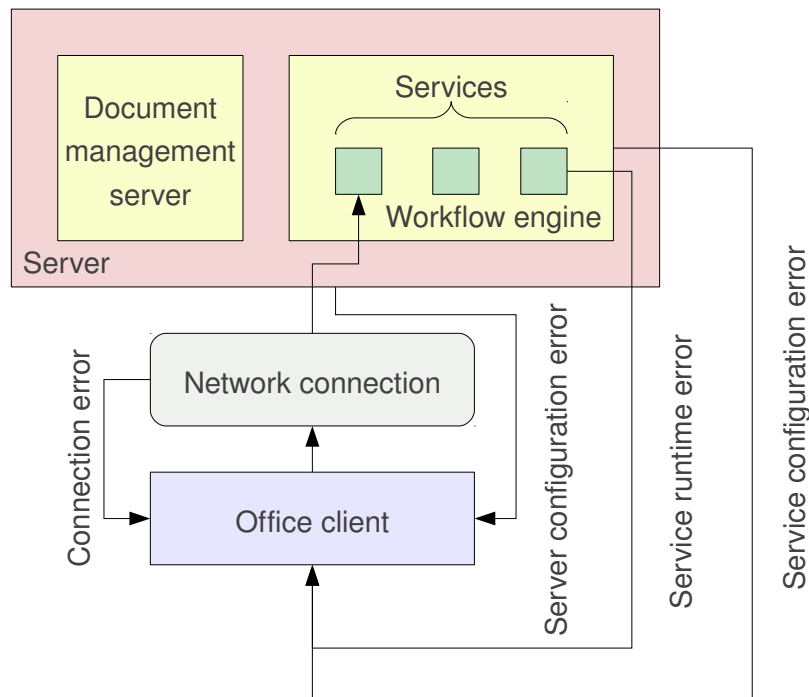 Document
management
server
Services
Workflow engine
Server
Network connection
Connection error
Office client
Server configuration error
Service runtime error
Service configuration error